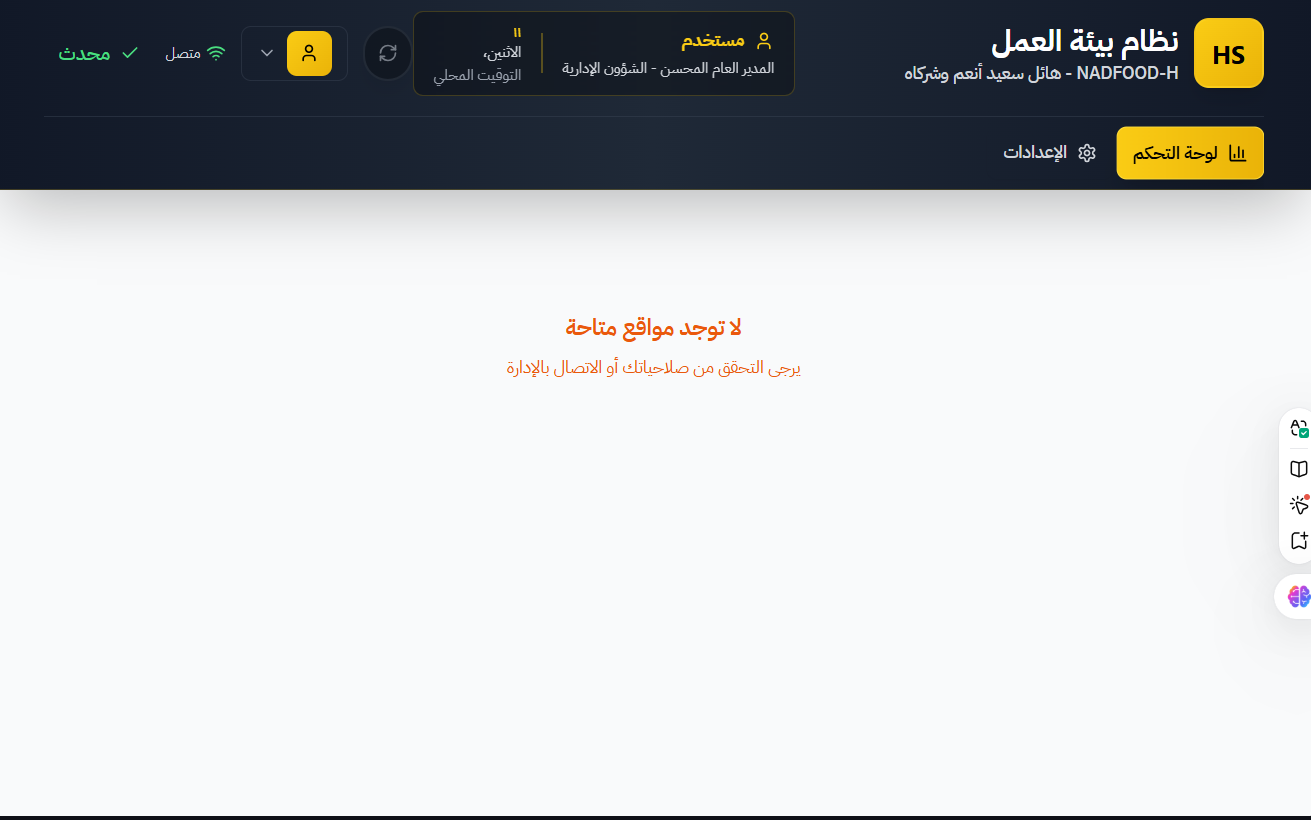 HS
نظام بيئة العمل
NADFOOD-H - هائل سعيد أنعم وشركاه
مستخدم
المدير العام المحسن - الشؤون الإدارية
١١
الاثنين،
التوقيت المحلي
متصل
محدث
لوحة التحكم
الإعدادات
لا توجد مواقع متاحة
يرجى التحقق من صلاحياتك أو الاتصال بالإدارة